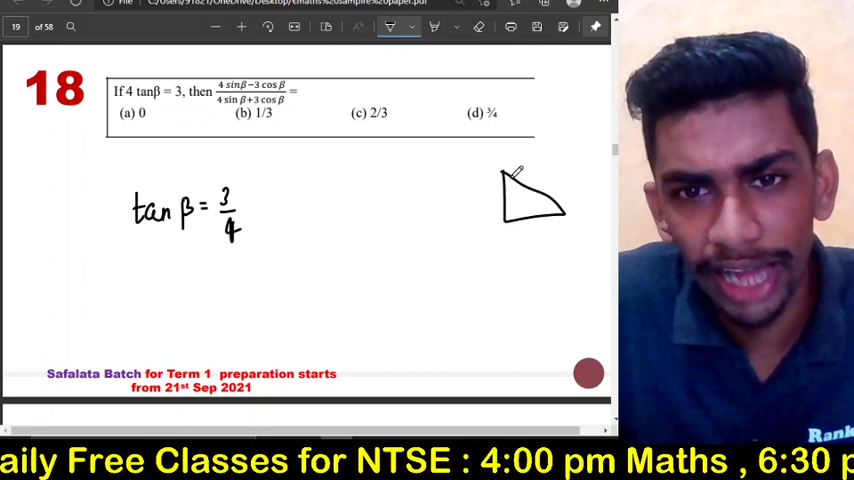 19 of 58
18
If 4 tanβ = 3, then (4 sinβ−3 cos β)/(4 sin β+3 cos β) =
(a) 0 (b) 1/3 (c) 2/3 (d) ¾
tan β = 3/4
Safalata Batch for Term 1 preparation starts
from 21st Sep 2021
Rank
aily Free Classes for NTSE : 4:00 pm Maths , 6:30 p